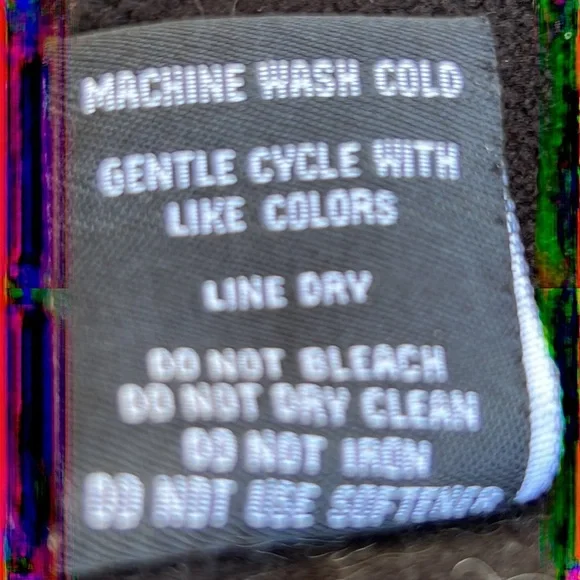 MACHINE WASH COLD
GENTLE CYCLE WITH
LIKE COLORS
LINE DRY
DO NOT BLEACH
DO NOT DRY CLEAN
DO NOT IRON
DO NOT USE SOFTENER